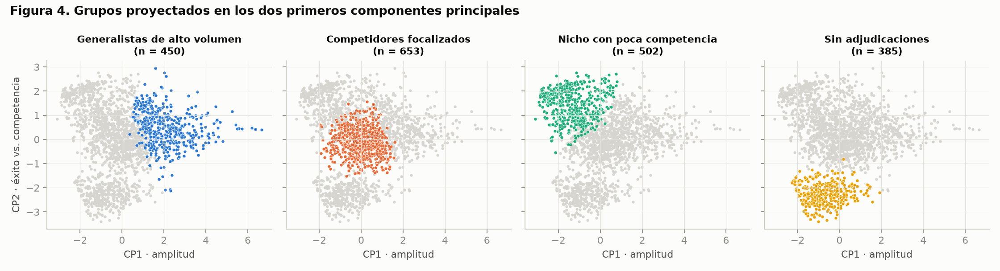 Figura 4. Grupos proyectados en los dos primeros componentes principales
Generalistas de alto volumen
(n = 450)
Competidores focalizados
(n = 653)
Nicho con poca competencia
(n = 502)
Sin adjudicaciones
(n = 385)
CP2 · éxito vs. competencia
3
2
1
0
−1
−2
−3
−2 0 2 4 6
−2 0 2 4 6
−2 0 2 4 6
−2 0 2 4 6
CP1 · amplitud
CP1 · amplitud
CP1 · amplitud
CP1 · amplitud